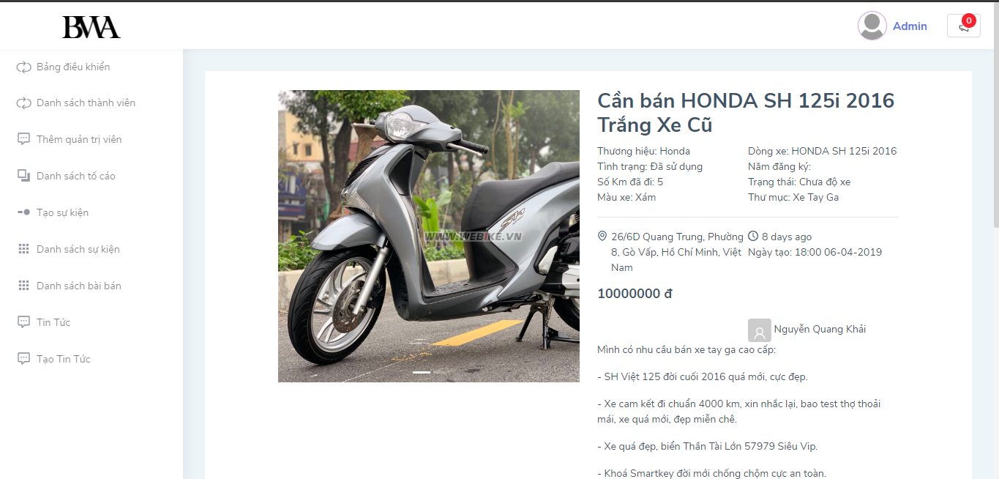 BWA
Admin
0
Bảng điều khiển
Danh sách thành viên
Thêm quản trị viên
Danh sách tố cáo
Tạo sự kiện
Danh sách sự kiện
Danh sách bài bán
Tin Tức
Tạo Tin Tức
WWW.WEBIKE.VN
SH
Cần bán HONDA SH 125i 2016
Trắng Xe Cũ
Thương hiệu: Honda
Dòng xe: HONDA SH 125i 2016
Tình trạng: Đã sử dụng
Năm đăng ký:
Số Km đã đi: 5
Trạng thái: Chưa độ xe
Màu xe: Xám
Thư mục: Xe Tay Ga
26/6D Quang Trung, Phường
8, Gò Vấp, Hồ Chí Minh, Việt
Nam
8 days ago
Ngày tạo: 18:00 06-04-2019
10000000 đ
Nguyễn Quang Khải
Mình có nhu cầu bán xe tay ga cao cấp:
- SH Việt 125 đời cuối 2016 quá mới, cực đẹp.
- Xe cam kết đi chuẩn 4000 km, xin nhắc lại, bao test thợ thoải
mái, xe quá mới, đẹp miễn chê.
- Xe quá đẹp, biển Thần Tài Lớn 57979 Siêu Vip.
- Khoá Smartkey đời mới chống chộm cực an toàn.